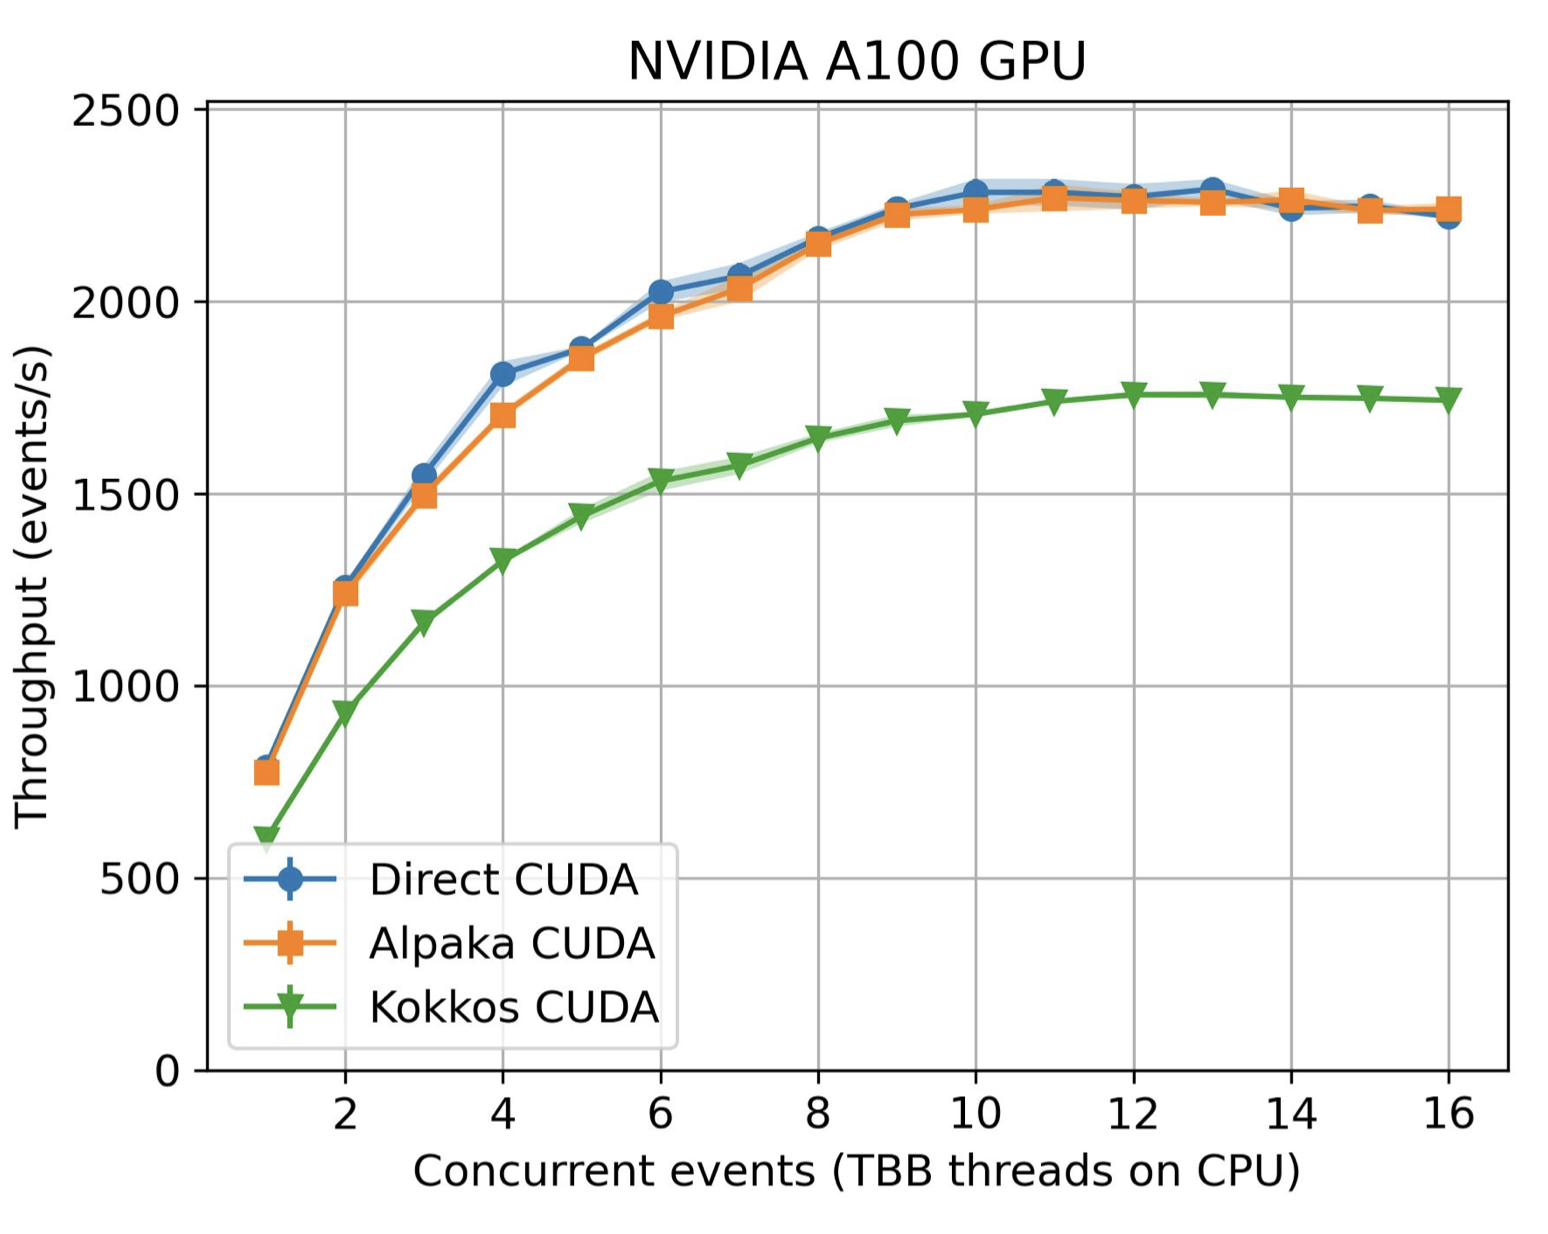 NVIDIA A100 GPU
2500
2000
1500
1000
500
0
Throughput (events/s)
Direct CUDA
Alpaka CUDA
Kokkos CUDA
2 4 6 8 10 12 14 16
Concurrent events (TBB threads on CPU)